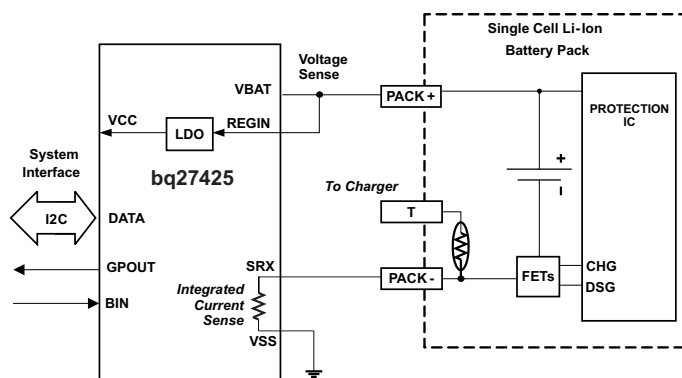 Single Cell Li-Ion
Battery Pack
Voltage
Sense
VBAT
PACK +
PROTECTION
IC
VCC
LDO
REGIN
System
Interface
bq27425
+
To Charger
I2C
DATA
T
SRX
GPOUT
PACK -
FETs
CHG
DSG
Integrated
Current
Sense
BIN
VSS